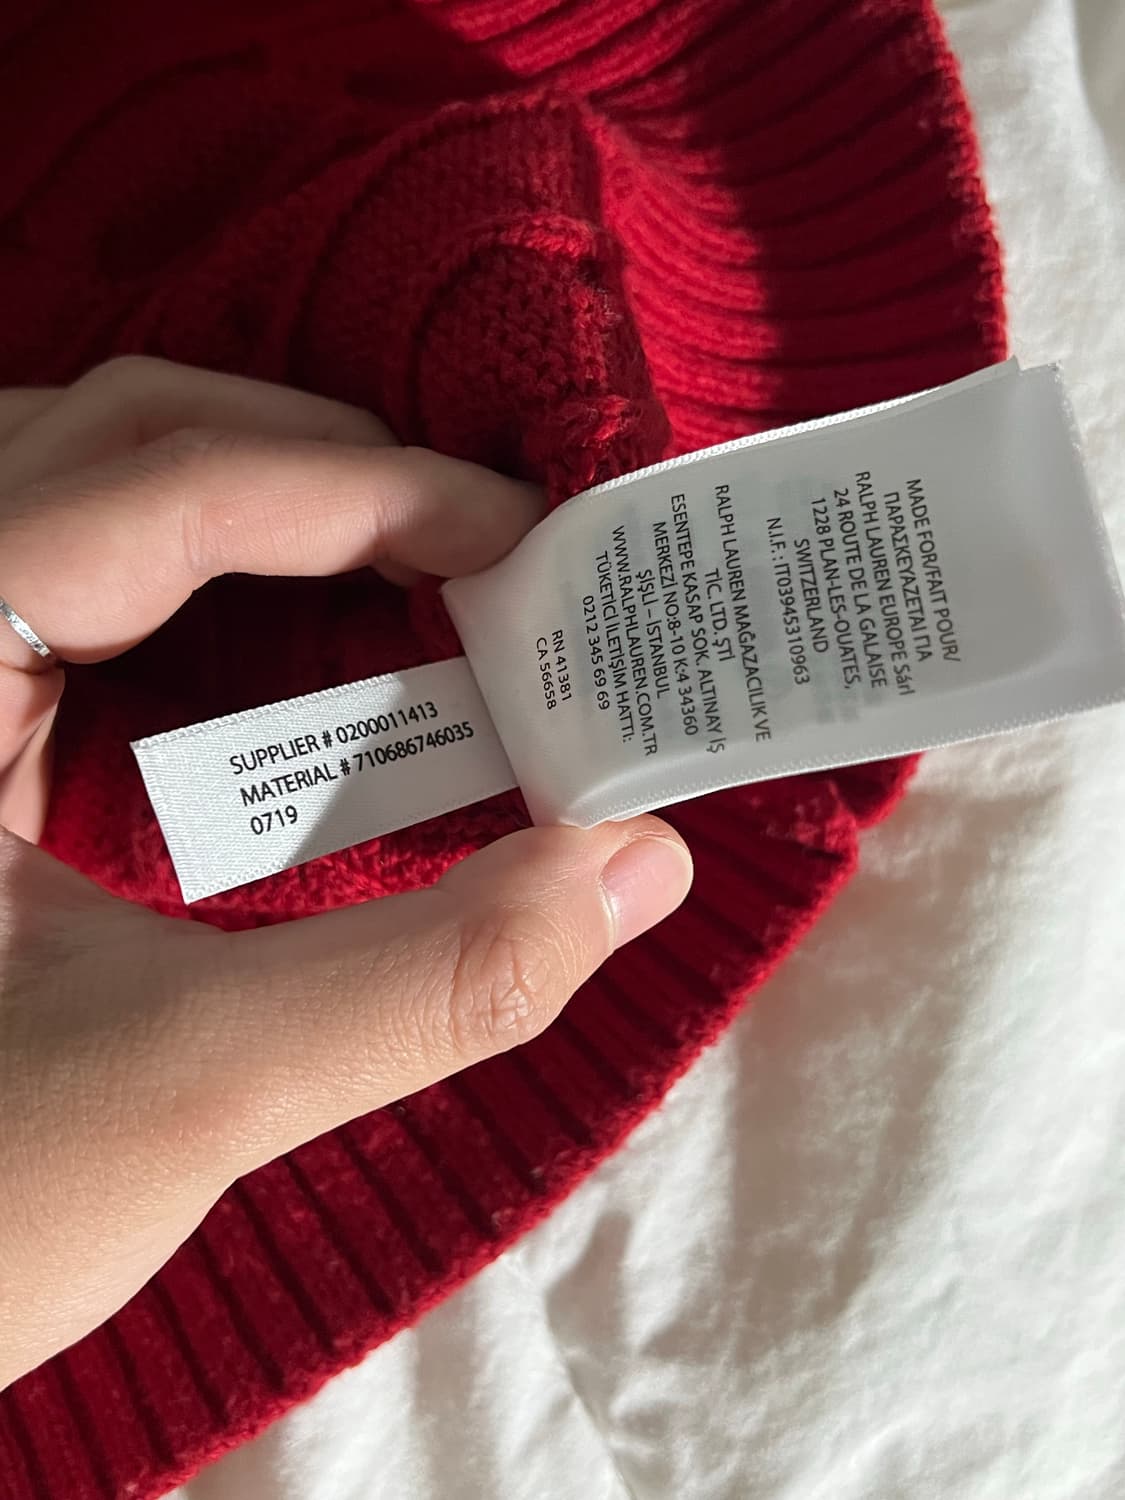 MADE FOR/FAIT POUR/
ΠΑΡΑΣΚΕΥΑΖΕΤΑΙ ΓΙΑ
RALPH LAUREN EUROPE Sárl
24 ROUTE DE LA GALAISE
1228 PLAN-LES-OUATES,
SWITZERLAND
N.I.F.: IT03945310963
RALPH LAUREN MAĞAZACILIK VE
TİC. LTD. ŞTİ
ESENTEPE KASAP SOK. ALTINAY İŞ
MERKEZİ NO:8-10 K:4 34360
ŞİŞLİ – İSTANBUL
WWW.RALPHLAUREN.COM.TR
TÜKETİCİ İLETİŞİM HATTI:
0212 345 69 69
RN 41381
CA 56658
SUPPLIER # 0200011413
MATERIAL # 710686746035
0719